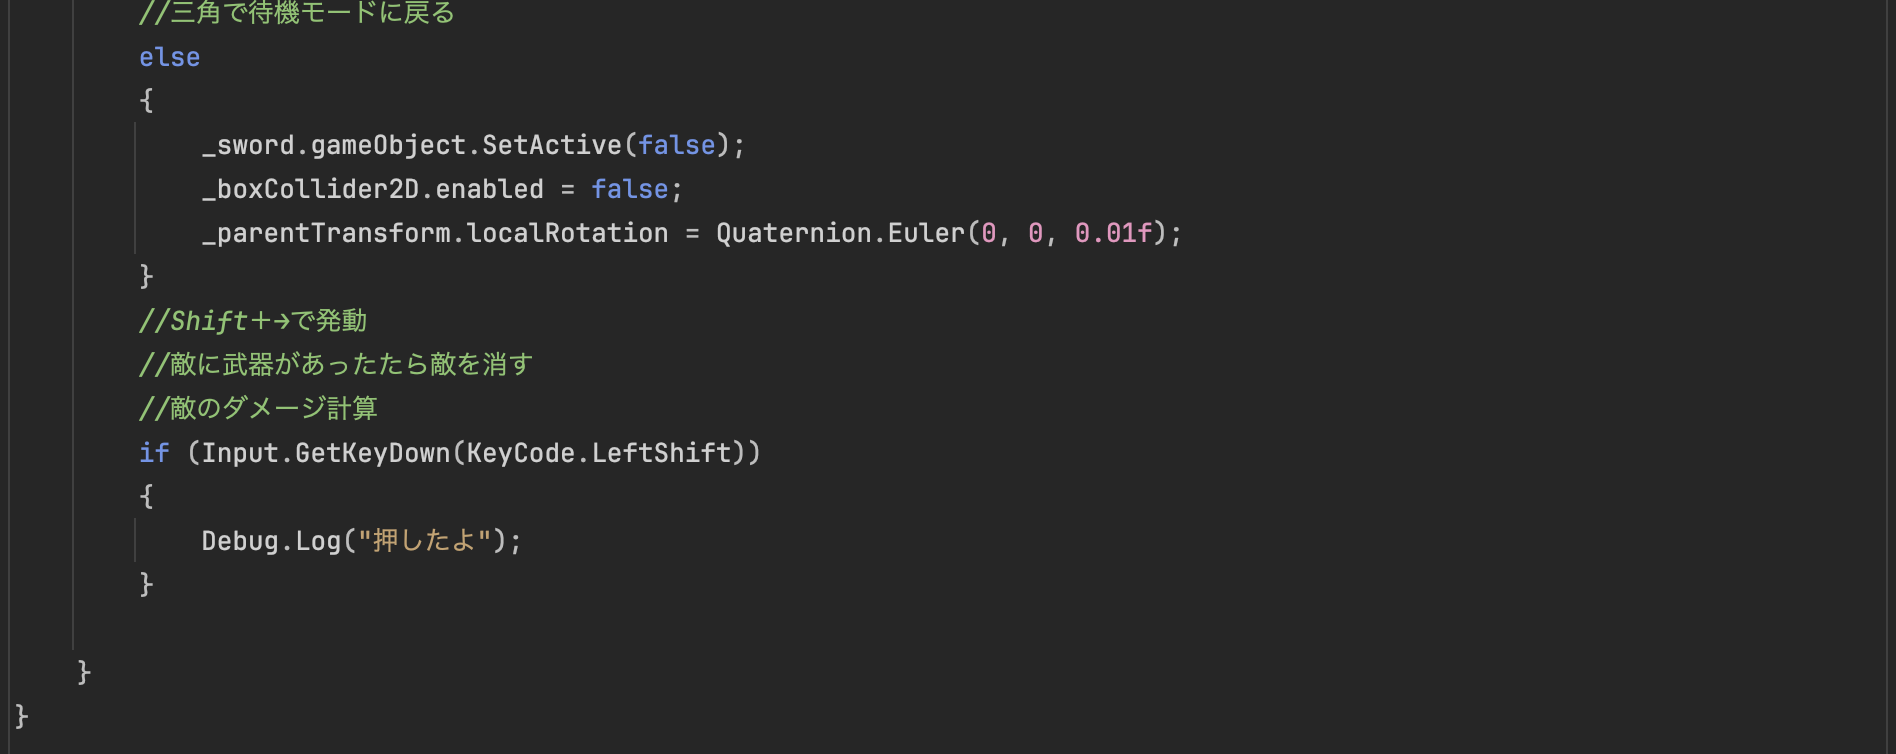 //三角で待機モードに戻る
else
{
_sword.gameObject.SetActive(false);
_boxCollider2D.enabled = false;
_parentTransform.localRotation = Quaternion.Euler(0, 0, 0.01f);
}
//Shift＋→で発動
//敵に武器があったたら敵を消す
//敵のダメージ計算
if (Input.GetKeyDown(KeyCode.LeftShift))
{
Debug.Log("押したよ");
}
}
}